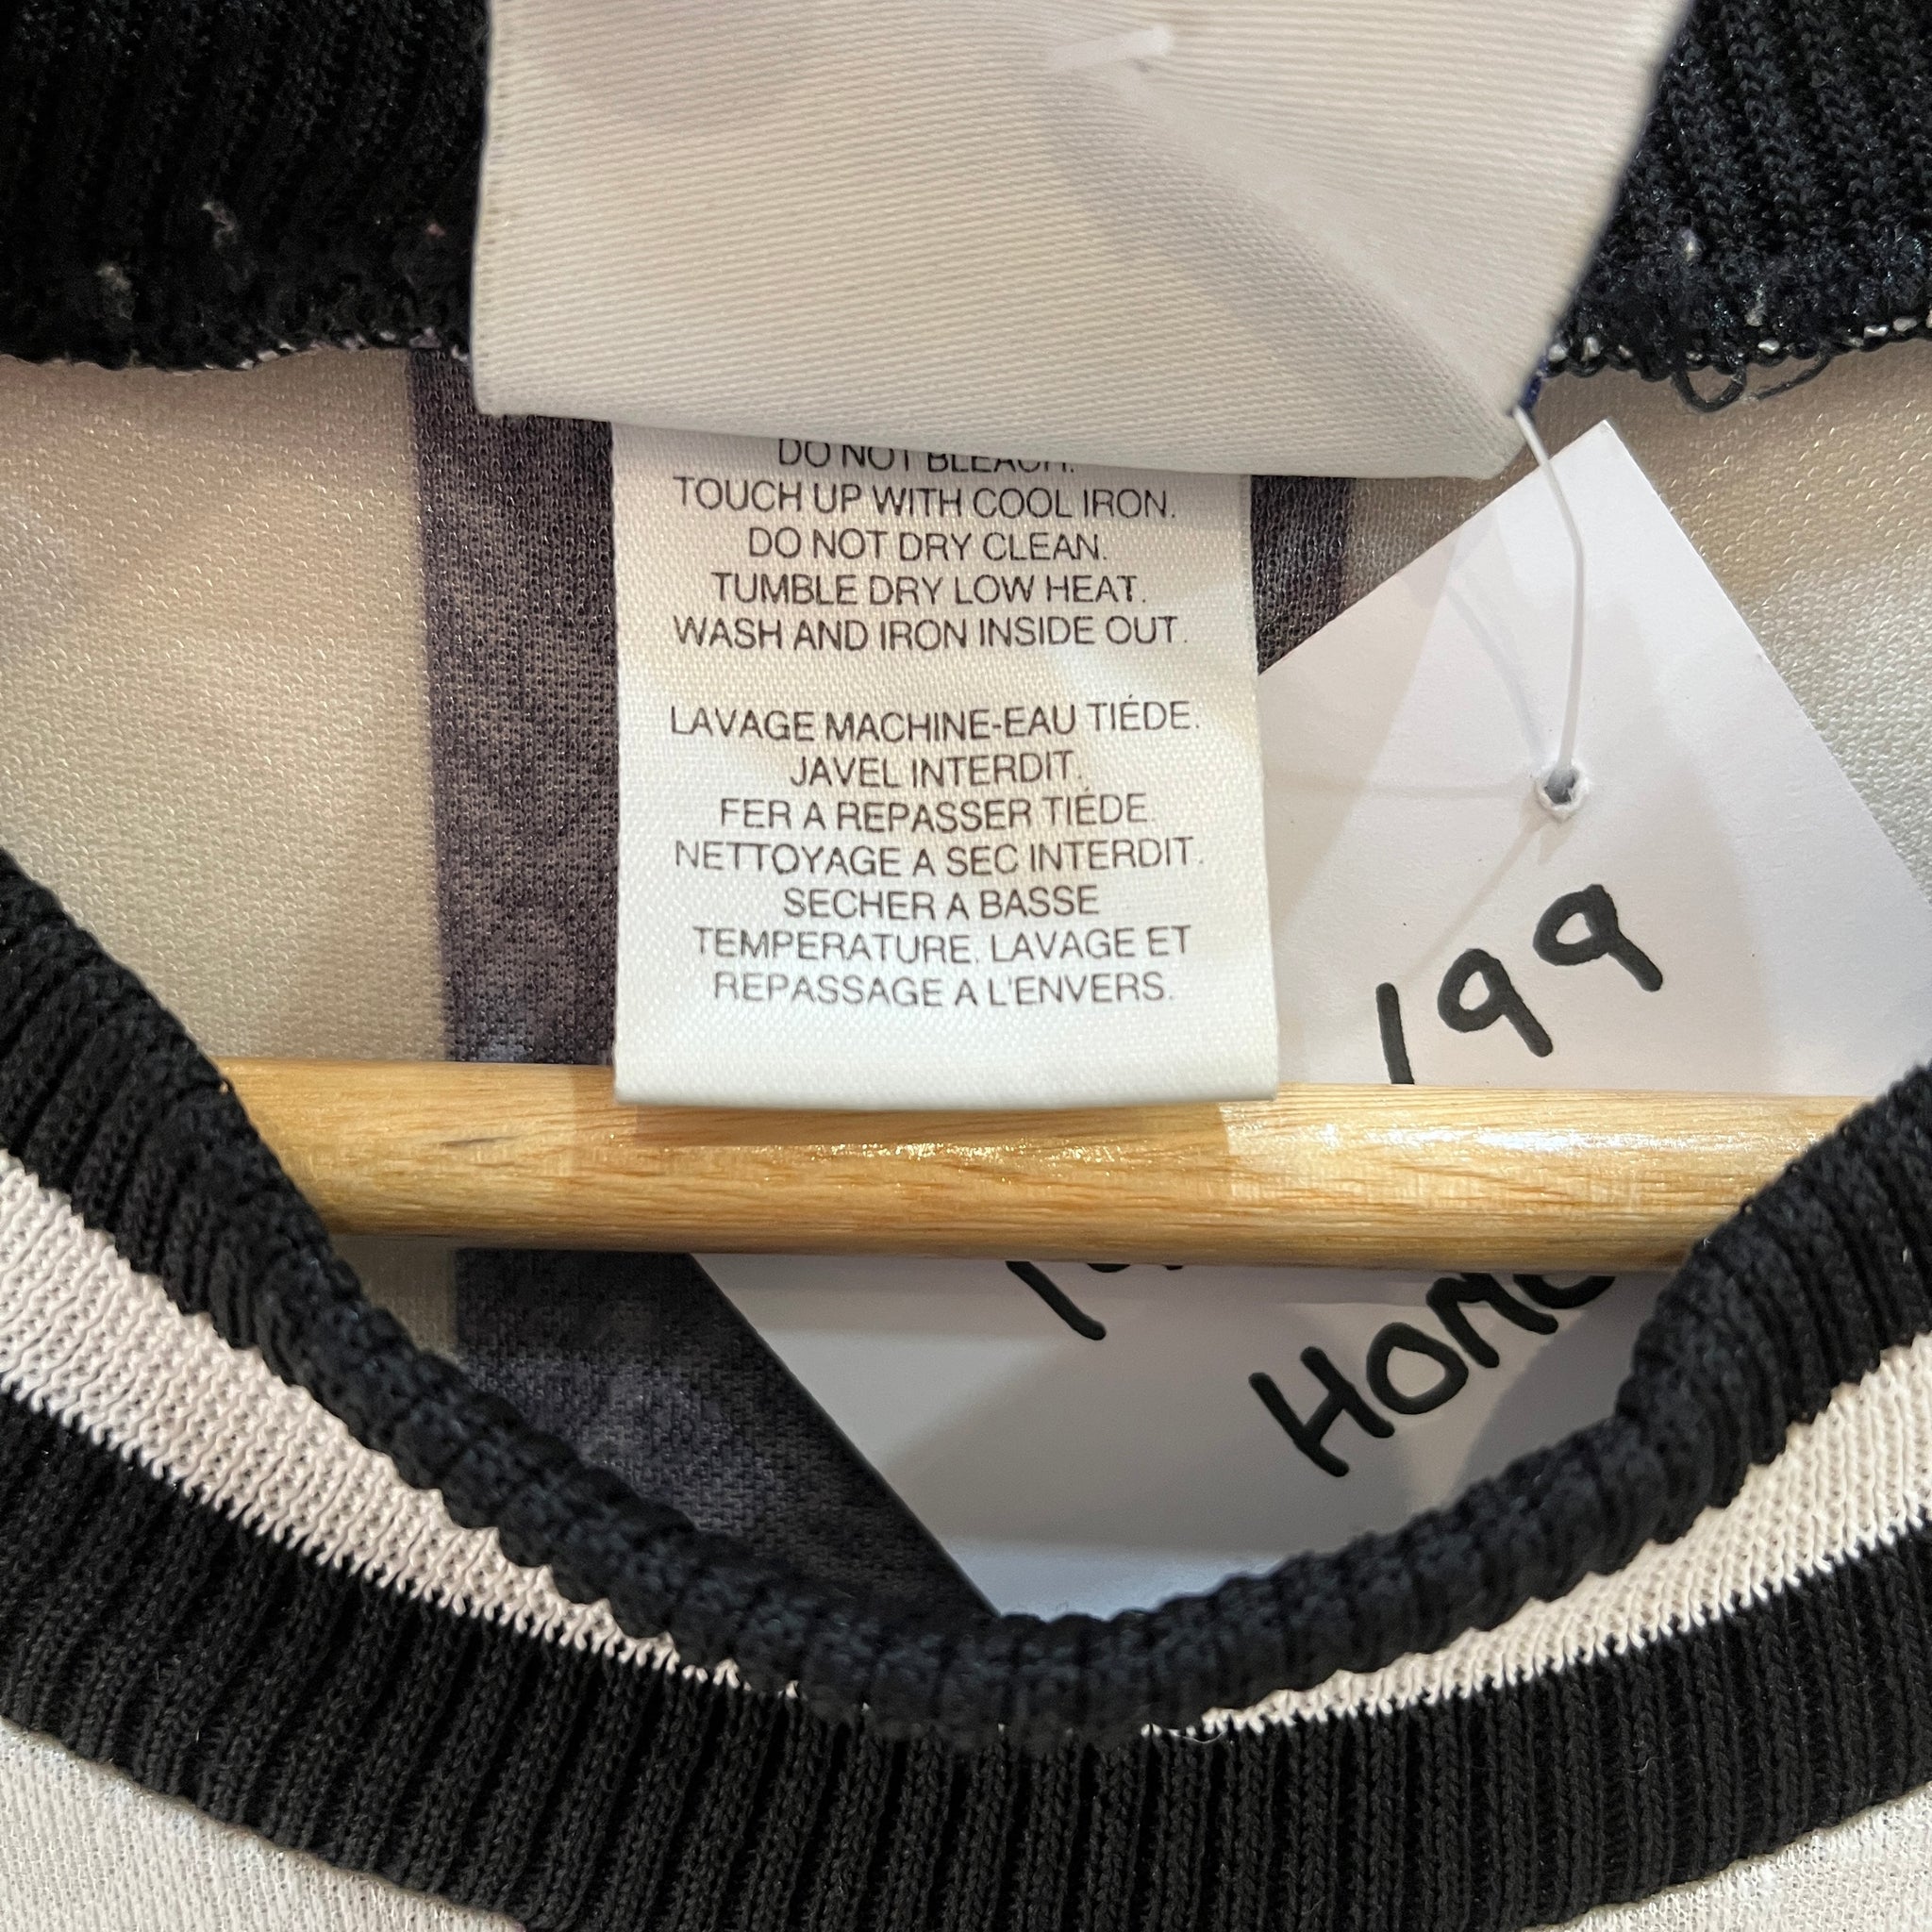 DO NOT BLEACH.
TOUCH UP WITH COOL IRON.
DO NOT DRY CLEAN.
TUMBLE DRY LOW HEAT.
WASH AND IRON INSIDE OUT.
LAVAGE MACHINE-EAU TIÉDE.
JAVEL INTERDIT.
FER A REPASSER TIÉDE.
NETTOYAGE A SEC INTERDIT.
SECHER A BASSE
TEMPERATURE. LAVAGE ET
REPASSAGE A L'ENVERS.
199